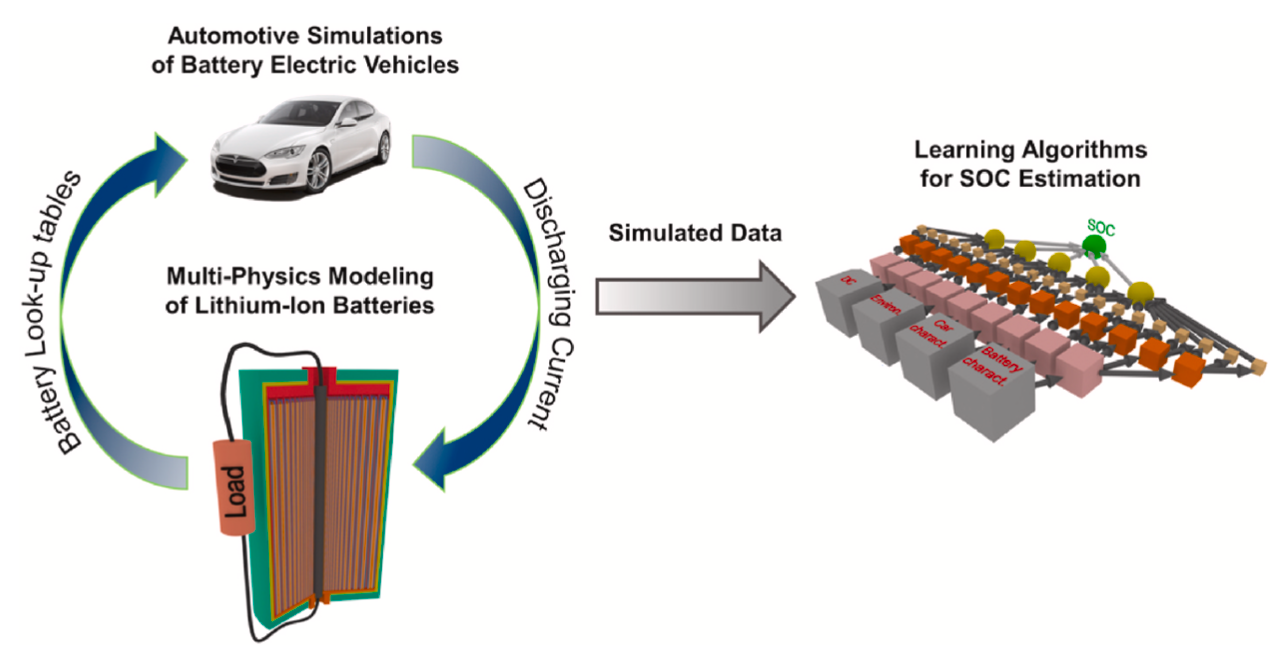 Automotive Simulations
of Battery Electric Vehicles
Battery Look-up tables
Discharging Current
Multi-Physics Modeling
of Lithium-Ion Batteries
Load
Simulated Data
Learning Algorithms
for SOC Estimation
SOC
DC
Environ.
Car
charact.
Battery
charact.